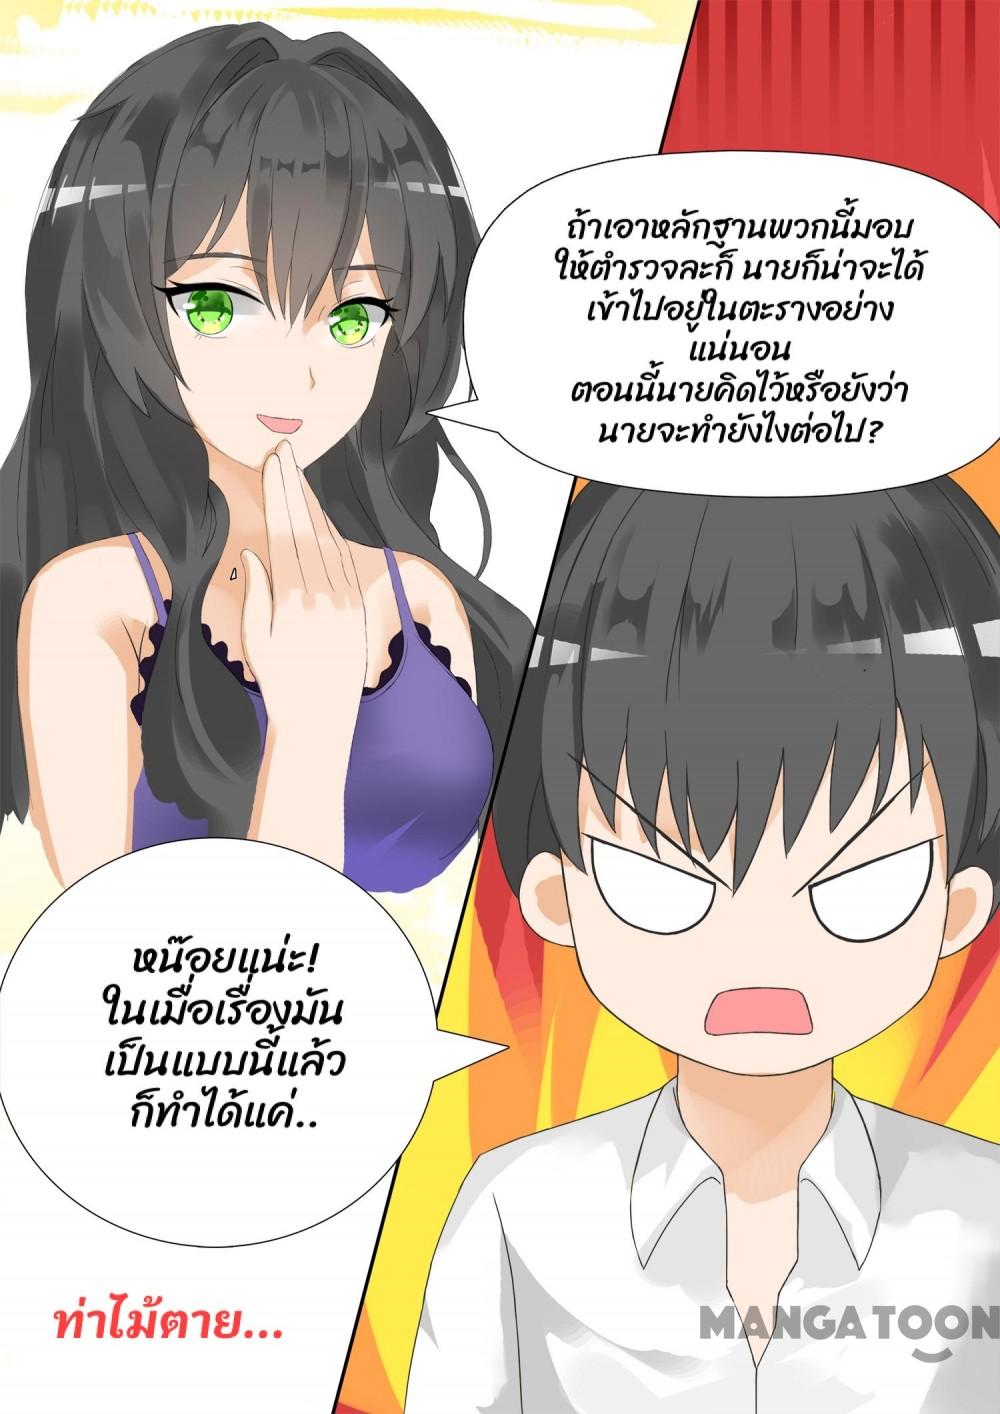 ถ้าเอาหลักฐานพวกนี้มอบ
ให้ตำรวจละก็ นายก็น่าจะได้
เข้าไปอยู่ในตะรางอย่าง
แน่นอน
ตอนนี้นายคิดไว้หรือยังว่า
นายจะทำยังไงต่อไป?
หน๊อยแน่ะ!
ในเมื่อเรื่องมัน
เป็นแบบนี้แล้ว
ก็ทำได้แค่..
ท่าไม้ตาย...
MANGATOON